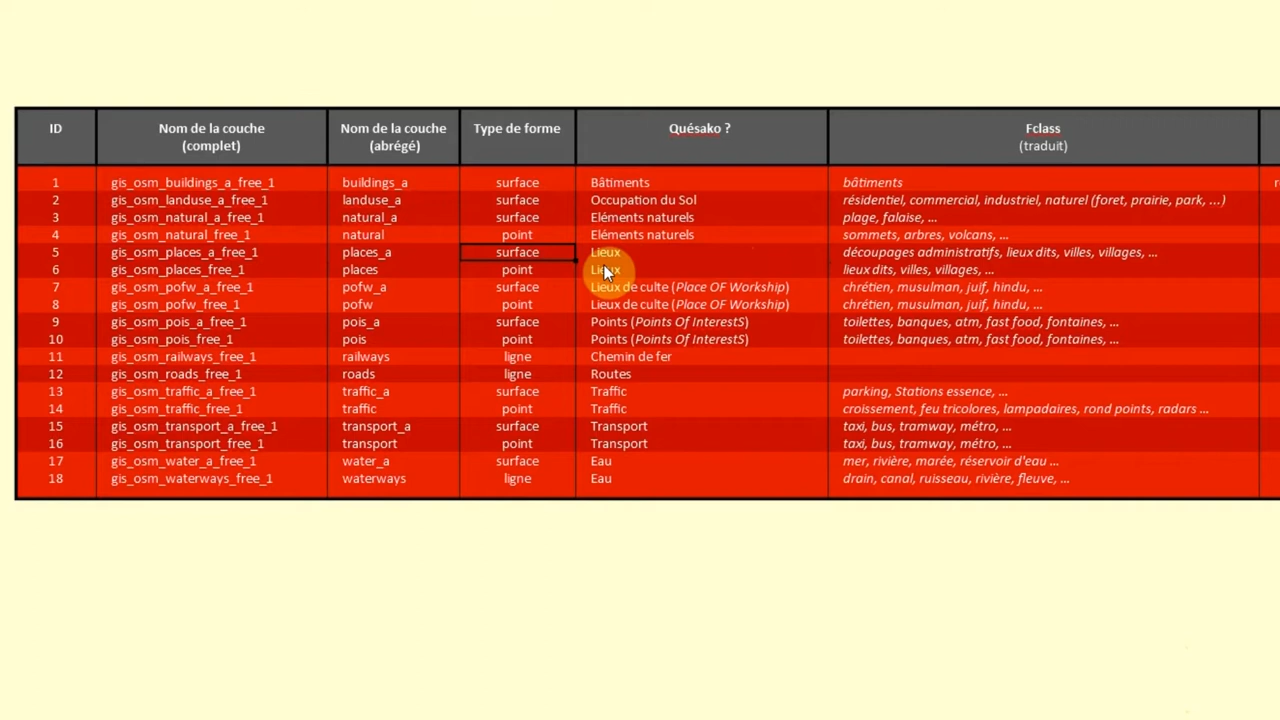 ID Nom de la couche (complet) Nom de la couche (abrégé) Type de forme Quésako ? Fclass (traduit)
1 gis_osm_buildings_a_free_1 buildings_a surface Bâtiments bâtiments
2 gis_osm_landuse_a_free_1 landuse_a surface Occupation du Sol résidentiel, commercial, industriel, naturel (foret, prairie, park, ...)
3 gis_osm_natural_a_free_1 natural_a surface Eléments naturels plage, falaise, ...
4 gis_osm_natural_free_1 natural point Eléments naturels sommets, arbres, volcans, ...
5 gis_osm_places_a_free_1 places_a surface Lieux découpages administratifs, lieux dits, villes, villages, ...
6 gis_osm_places_free_1 places point Lieux lieux dits, villes, villages, ...
7 gis_osm_pofw_a_free_1 pofw_a surface Lieux de culte (Place OF Workship) chrétien, musulman, juif, hindu, ...
8 gis_osm_pofw_free_1 pofw point Lieux de culte (Place OF Workship) chrétien, musulman, juif, hindu, ...
9 gis_osm_pois_a_free_1 pois_a surface Points (Points Of InterestS) toilettes, banques, atm, fast food, fontaines, ...
10 gis_osm_pois_free_1 pois point Points (Points Of InterestS) toilettes, banques, atm, fast food, fontaines, ...
11 gis_osm_railways_free_1 railways ligne Chemin de fer
12 gis_osm_roads_free_1 roads ligne Routes
13 gis_osm_traffic_a_free_1 traffic_a surface Traffic parking, Stations essence, ...
14 gis_osm_traffic_free_1 traffic point Traffic croissement, feu tricolores, lampadaires, rond points, radars ...
15 gis_osm_transport_a_free_1 transport_a surface Transport taxi, bus, tramway, métro, ...
16 gis_osm_transport_free_1 transport point Transport taxi, bus, tramway, métro, ...
17 gis_osm_water_a_free_1 water_a surface Eau mer, rivière, marée, réservoir d'eau ...
18 gis_osm_waterways_free_1 waterways ligne Eau drain, canal, ruisseau, rivière, fleuve, ...